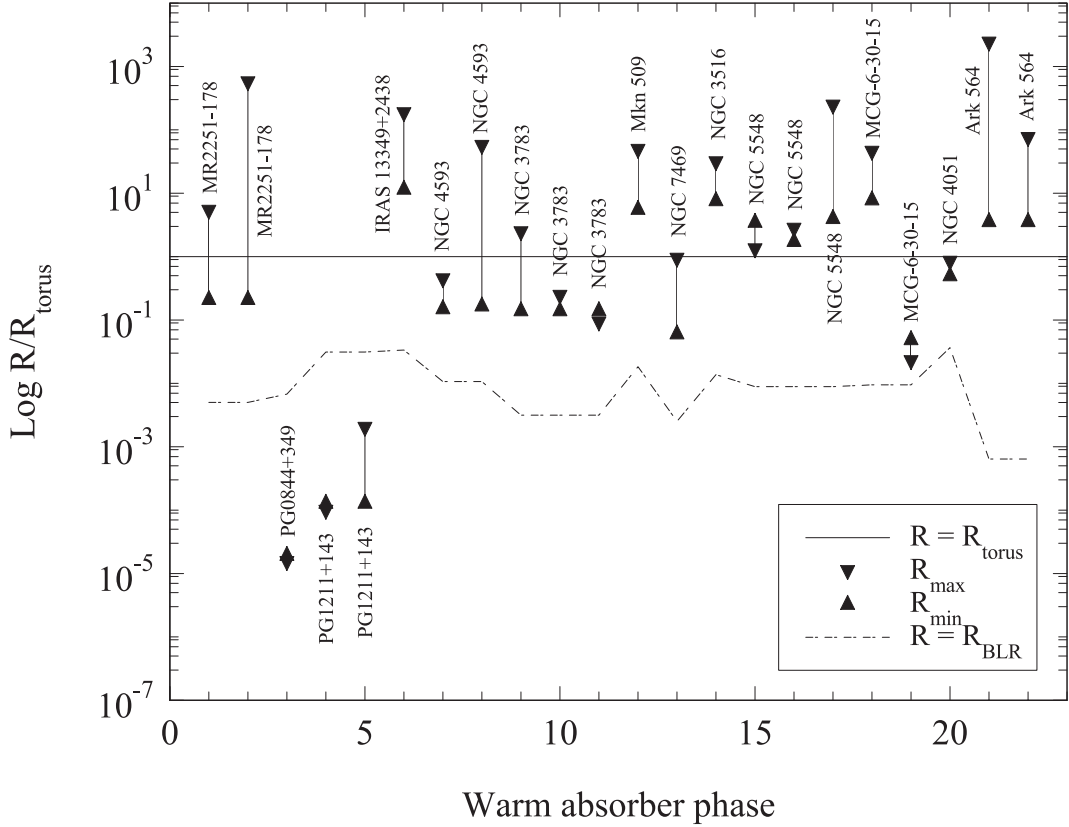 Log R/R_torus
10^3
10^1
10^-1
10^-3
10^-5
10^-7
0
5
10
15
20
Warm absorber phase
MR2251-178
MR2251-178
PG0844+349
PG1211+143
PG1211+143
IRAS 13349+2438
NGC 4593
NGC 4593
NGC 3783
NGC 3783
NGC 3783
Mkn 509
NGC 7469
NGC 3516
NGC 5548
NGC 5548
NGC 5548
MCG-6-30-15
MCG-6-30-15
NGC 4051
Ark 564
Ark 564
R = R_torus
R_max
R_min
R = R_BLR